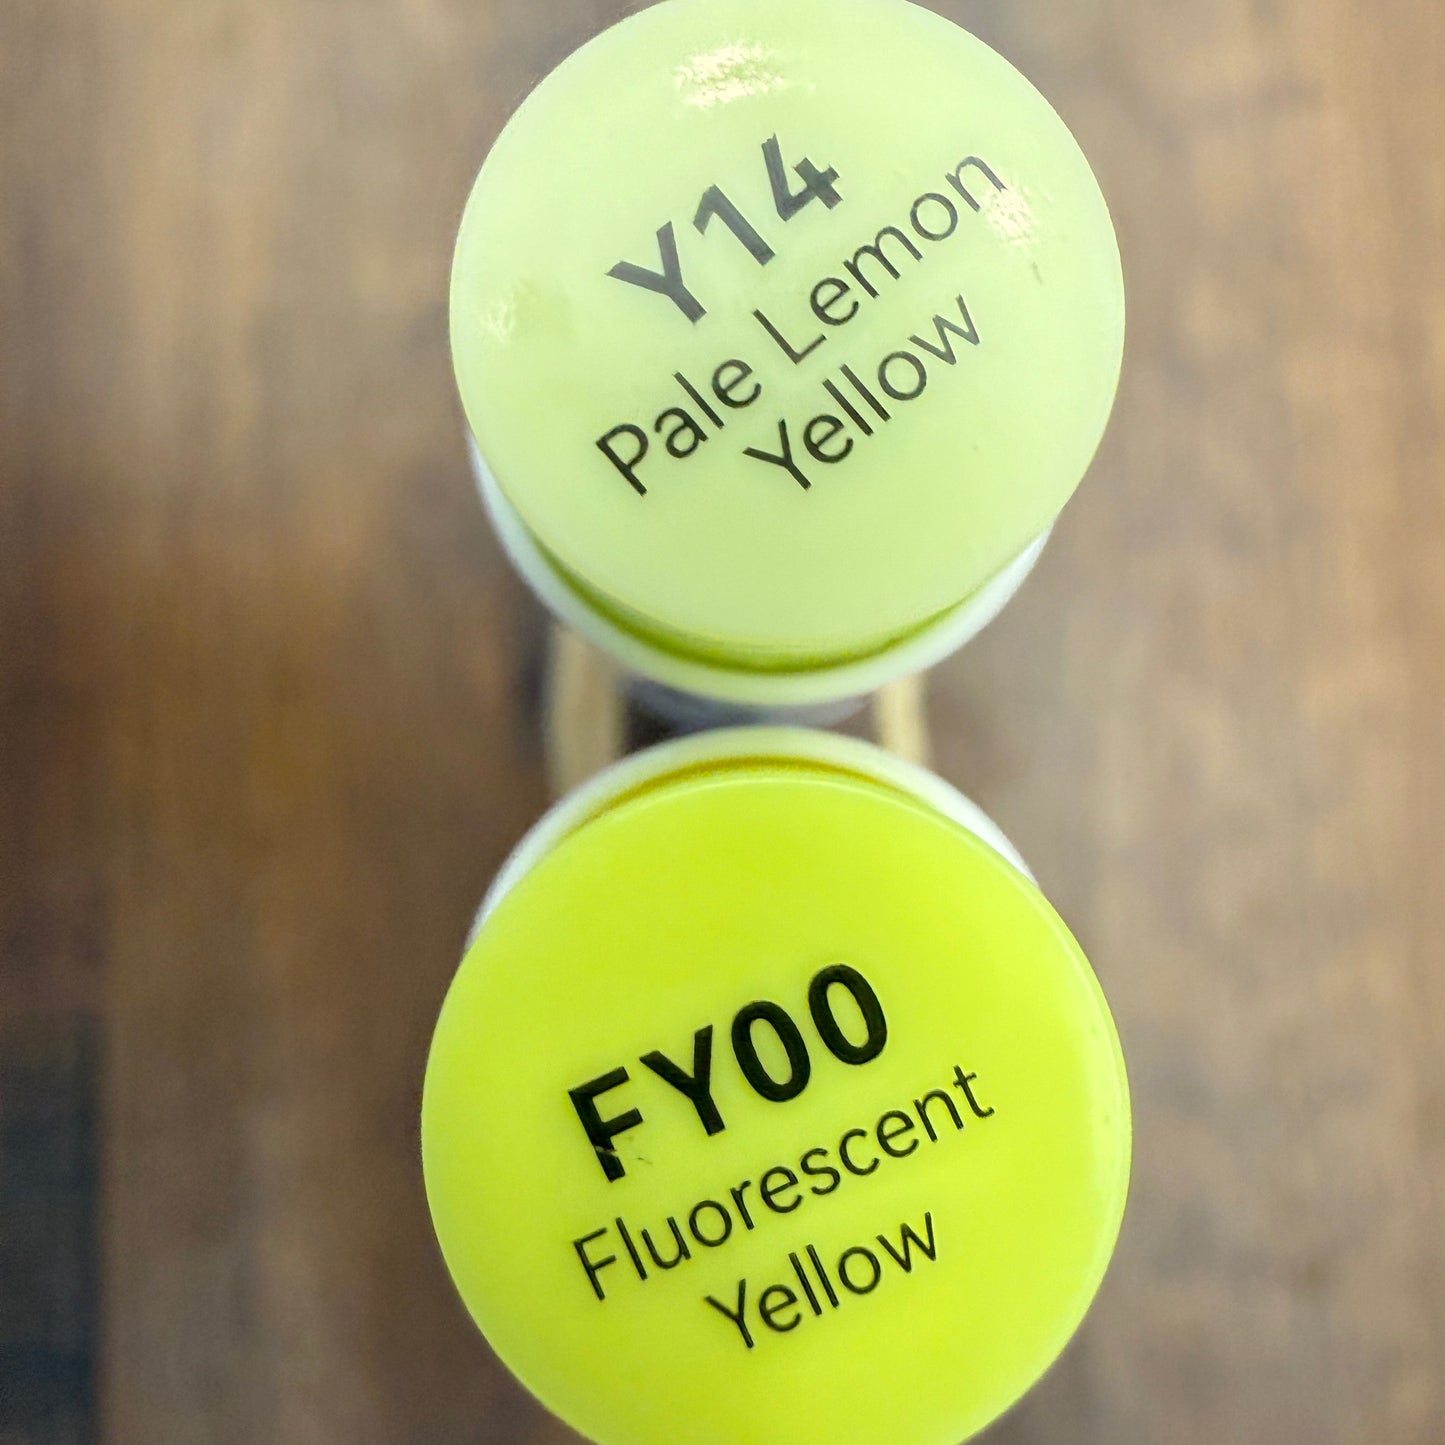 Y14
Pale Lemon
Yellow
FY00
Fluorescent
Yellow